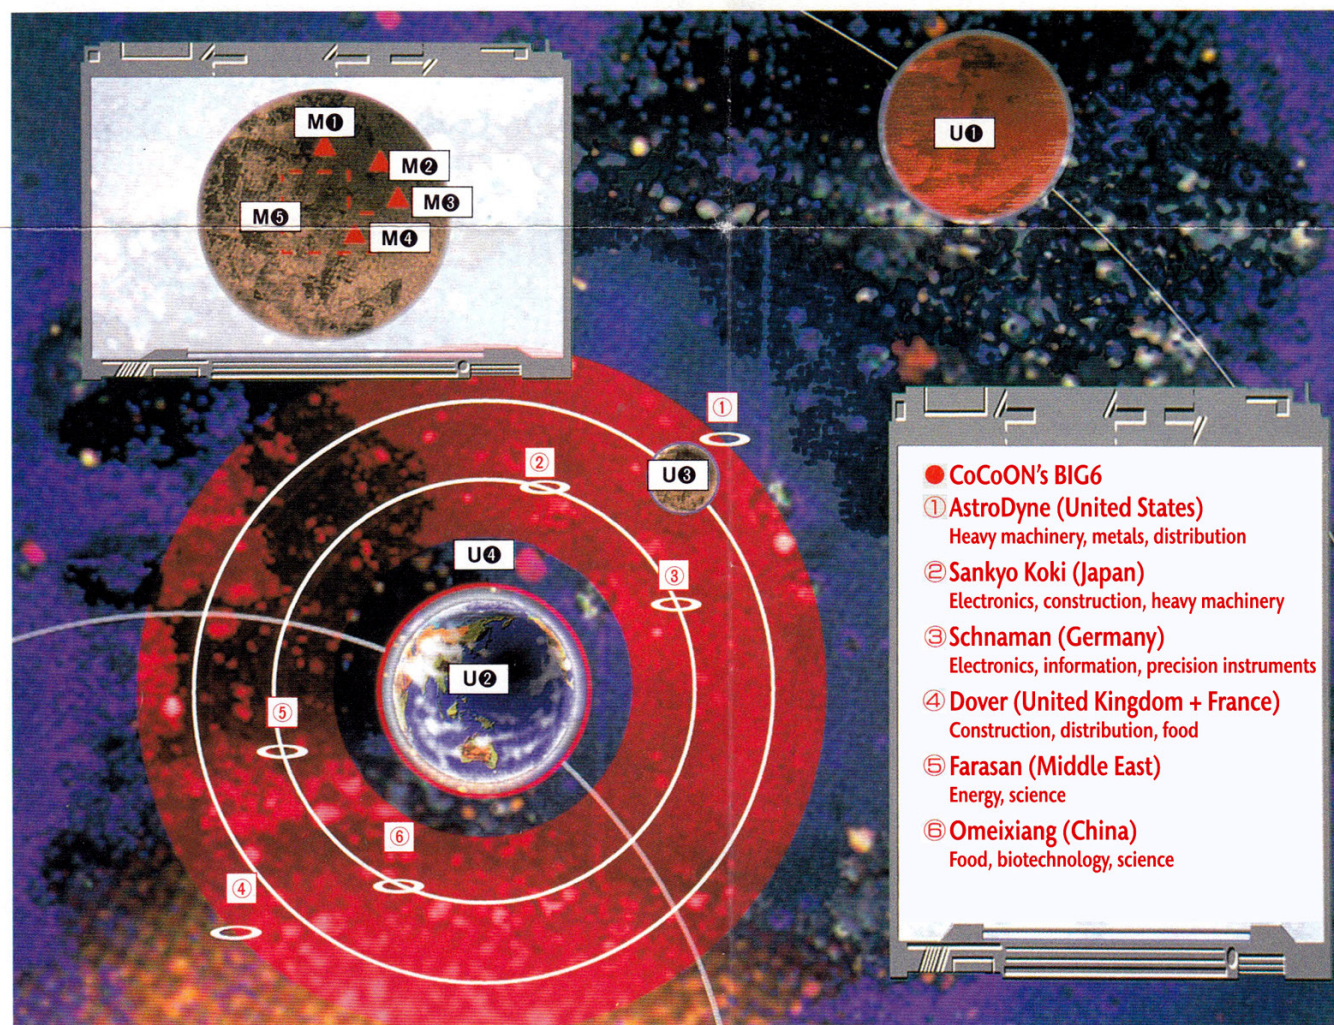 M❶
M❷
M❸
M❺
M❹
U❶
①
②
U❸
U❹
③
U❷
⑤
⑥
④
CoCoON's BIG6
① AstroDyne (United States)
Heavy machinery, metals, distribution
② Sankyo Koki (Japan)
Electronics, construction, heavy machinery
③ Schnaman (Germany)
Electronics, information, precision instruments
④ Dover (United Kingdom + France)
Construction, distribution, food
⑤ Farasan (Middle East)
Energy, science
⑥ Omeixiang (China)
Food, biotechnology, science